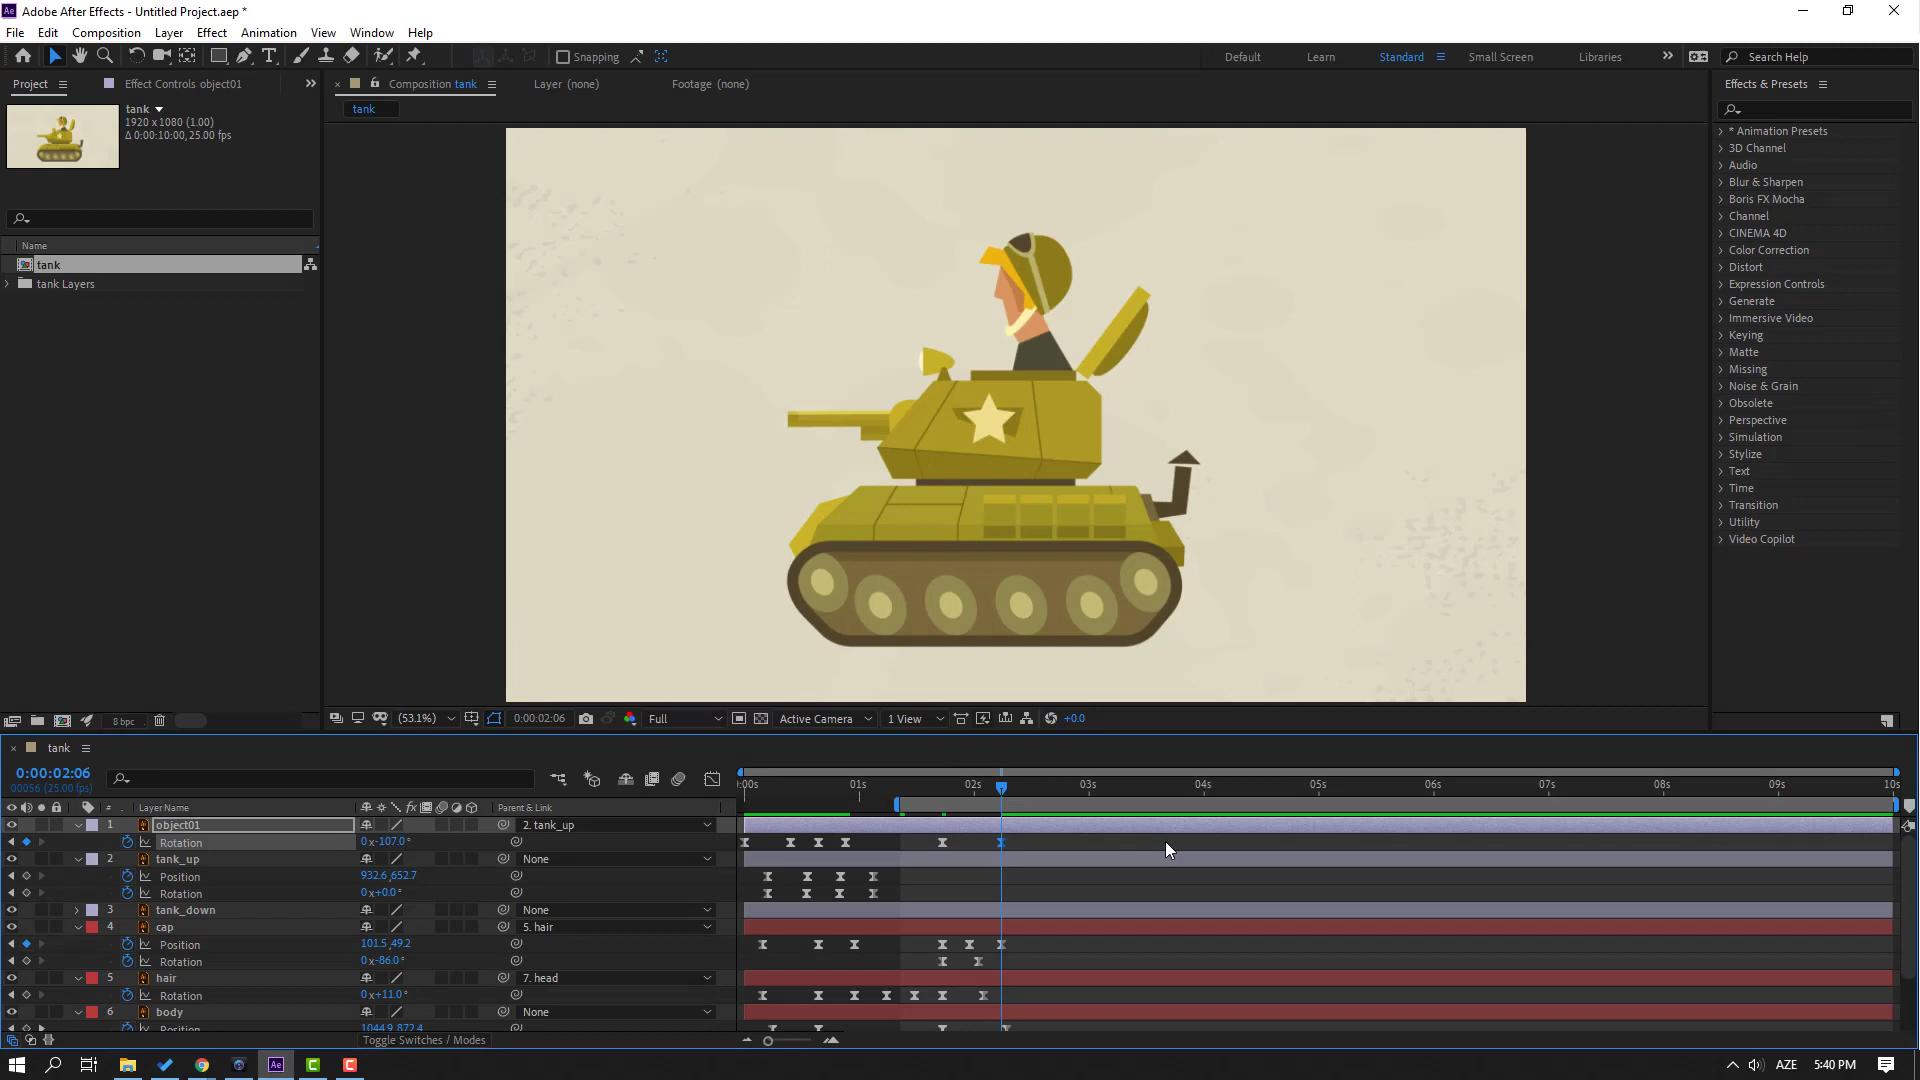 Ae Adobe After Effects - Untitled Project.aep *
File Edit Composition Layer Effect Animation View Window Help
Snapping Default Learn Standard Small Screen Libraries Search Help
Project Effect Controls object01 Composition tank Layer (none) Footage (none) Effects & Presets
tank
1920 x 1080 (1.00)
Δ 0:00:10:00, 25.00 fps
tank
Name
tank
tank Layers
* Animation Presets
3D Channel
Audio
Blur & Sharpen
Boris FX Mocha
Channel
CINEMA 4D
Color Correction
Distort
Expression Controls
Generate
Immersive Video
Keying
Matte
Missing
Noise & Grain
Obsolete
Perspective
Simulation
Stylize
Text
Time
Transition
Utility
Video Copilot
8 bpc (53.1%) 0:00:02:06 Full Active Camera 1 View +0.0
tank
0:00:02:06
00056 (25.00 fps)
:00s 01s 02s 03s 04s 05s 06s 07s 08s 09s 10s
# Layer Name fx Parent & Link
1 object01 2. tank_up
Rotation 0x-107.0°
2 tank_up None
Position 932.6,652.7
Rotation 0x+0.0°
3 tank_down None
4 cap 5. hair
Position 101.5,49.2
Rotation 0x-86.0°
5 hair 7. head
Rotation 0x+11.0°
6 body None
Position 1044.9,872.4
Toggle Switches / Modes
Ae AZE 5:40 PM